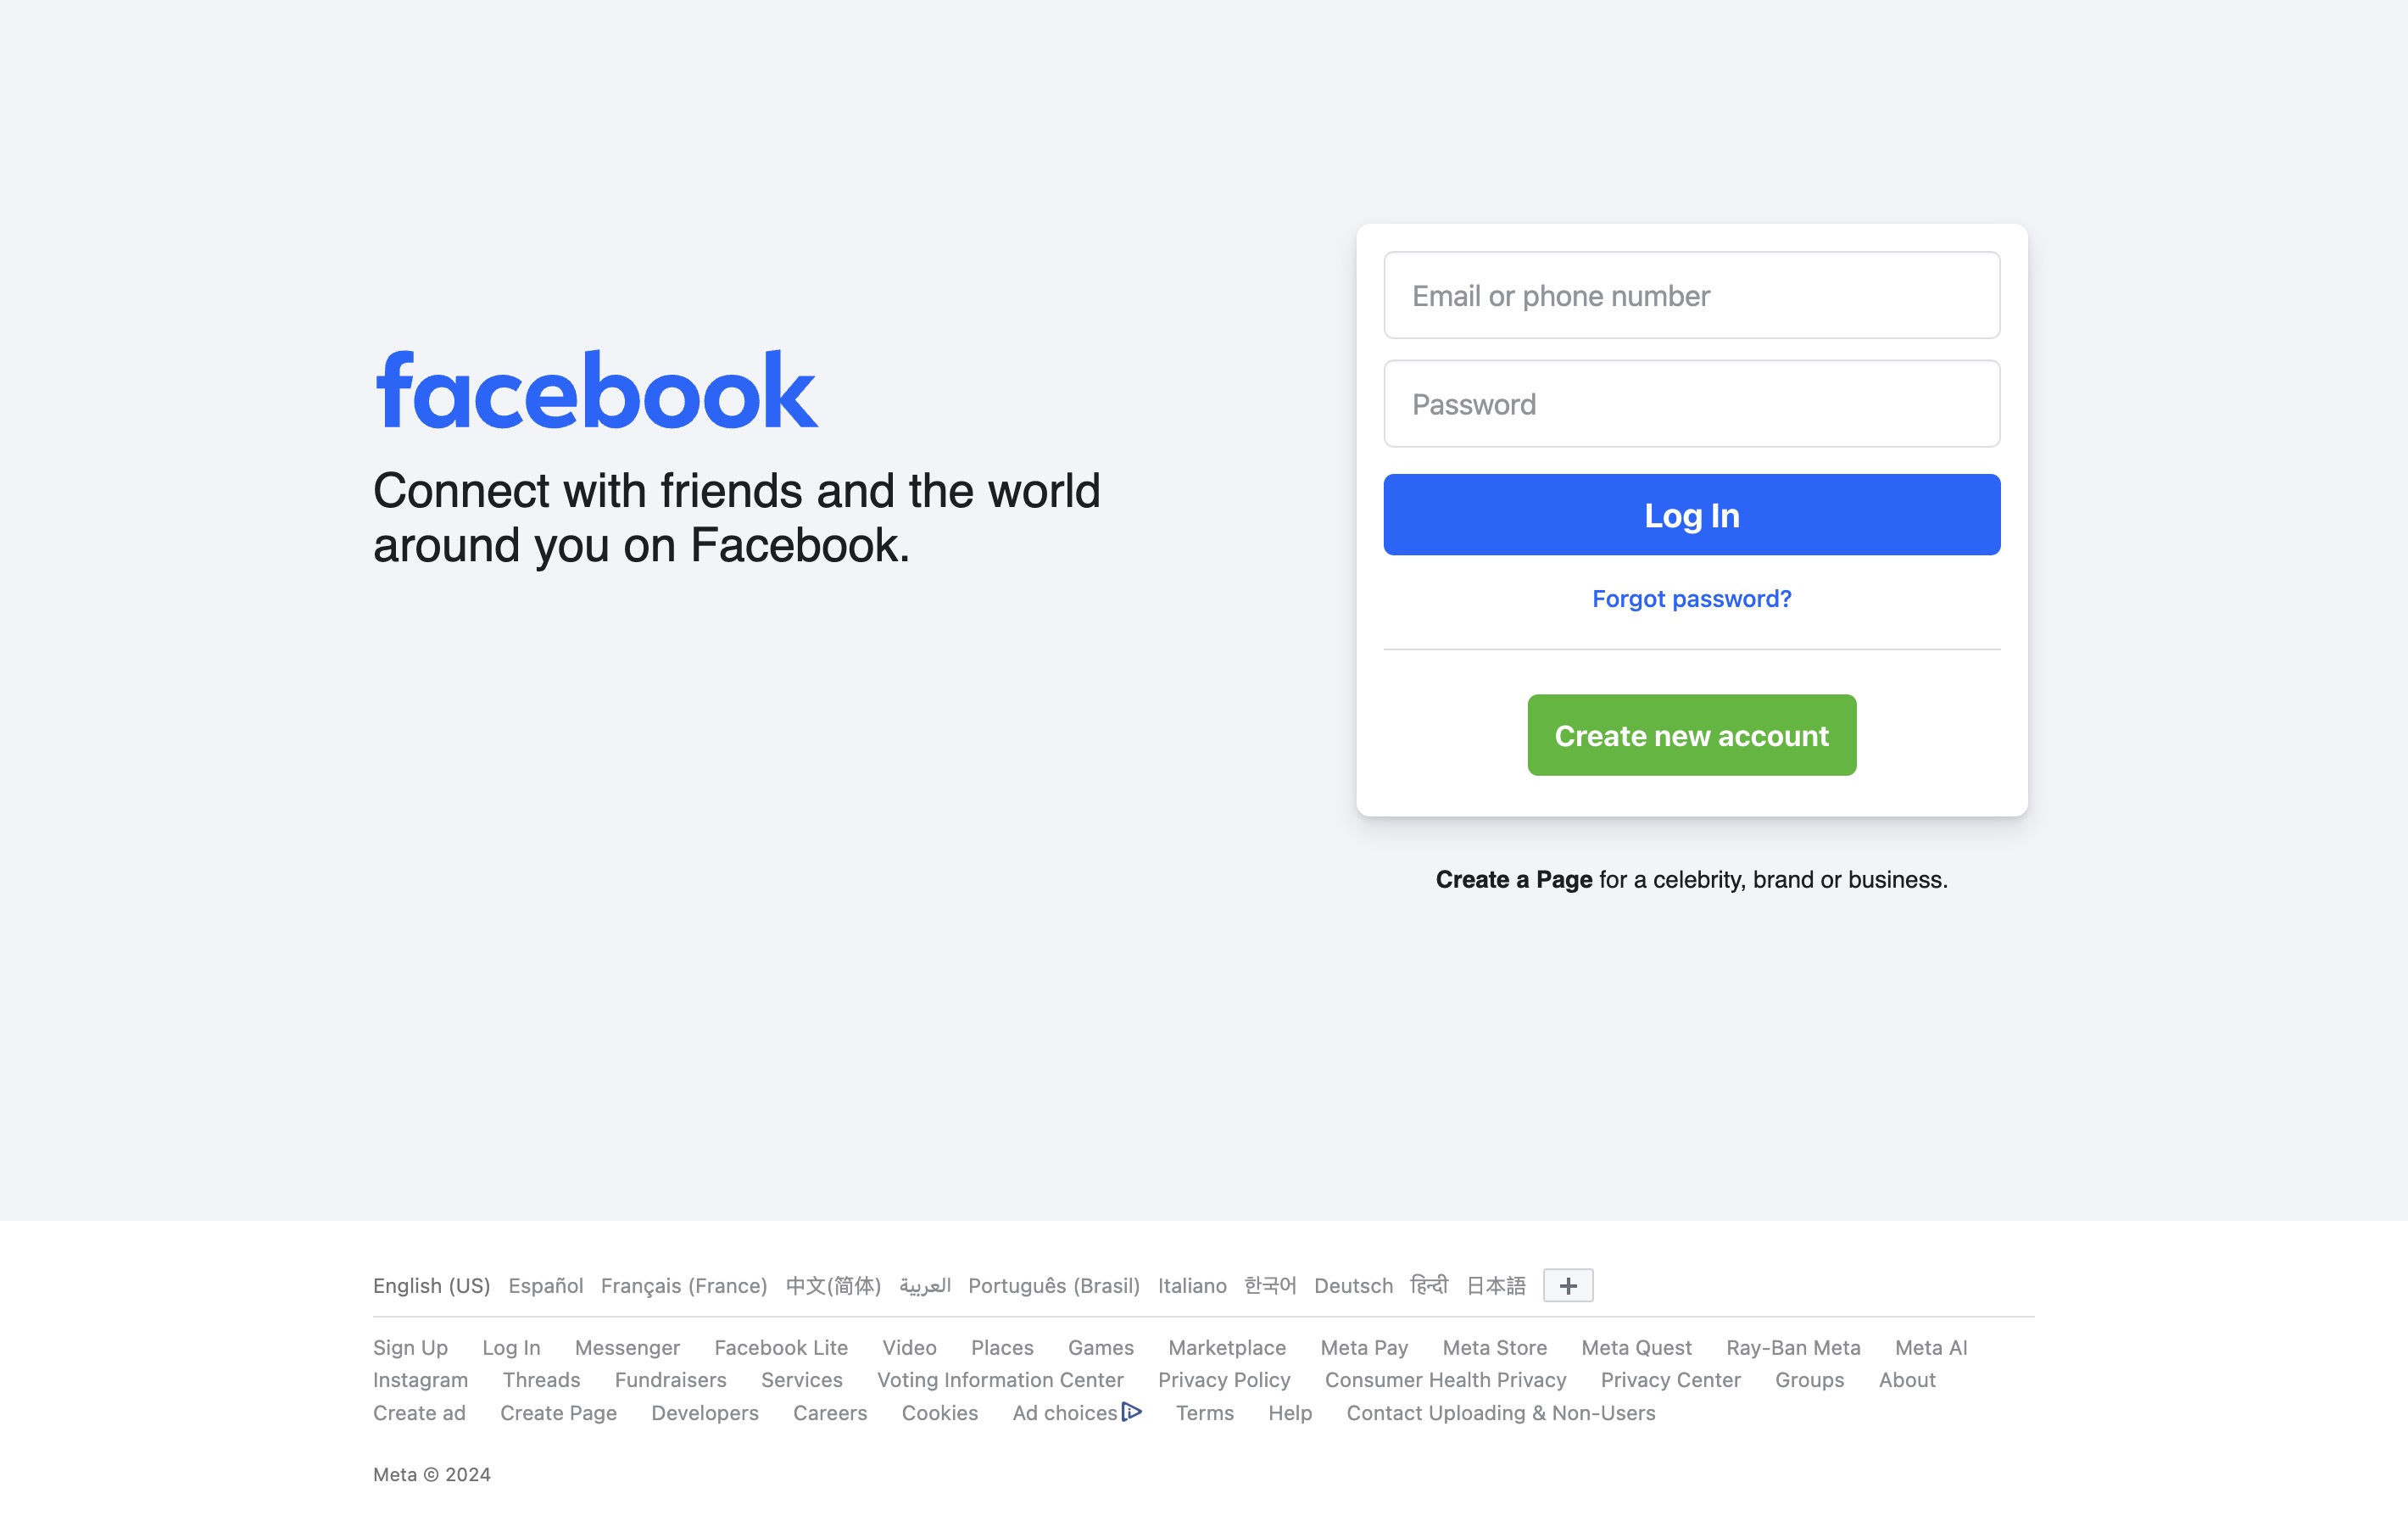 facebook
Connect with friends and the world
around you on Facebook.
Email or phone number
Password
Log In
Forgot password?
Create new account
Create a Page for a celebrity, brand or business.
English (US) Español Français (France) 中文(简体) العربية Português (Brasil) Italiano 한국어 Deutsch हिन्दी 日本語 +
Sign Up Log In Messenger Facebook Lite Video Places Games Marketplace Meta Pay Meta Store Meta Quest Ray-Ban Meta Meta AI
Instagram Threads Fundraisers Services Voting Information Center Privacy Policy Consumer Health Privacy Privacy Center Groups About
Create ad Create Page Developers Careers Cookies Ad choices Terms Help Contact Uploading & Non-Users
Meta © 2024